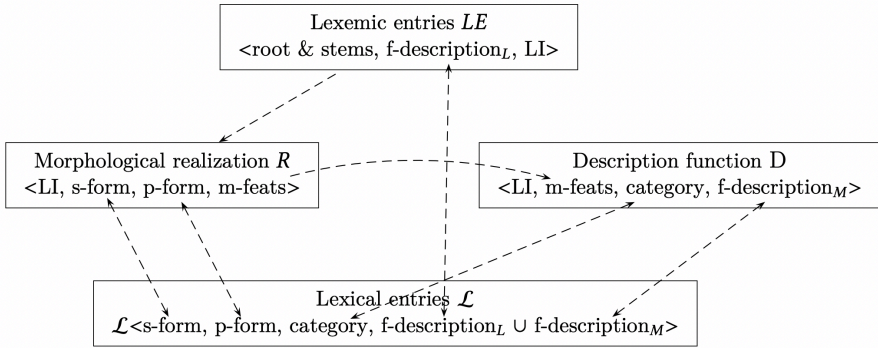 Lexemic entries LE
<root & stems, f-description_L, LI>
Morphological realization R
<LI, s-form, p-form, m-feats>
Description function D
<LI, m-feats, category, f-description_M>
Lexical entries ℒ
ℒ<s-form, p-form, category, f-description_L ∪ f-description_M>